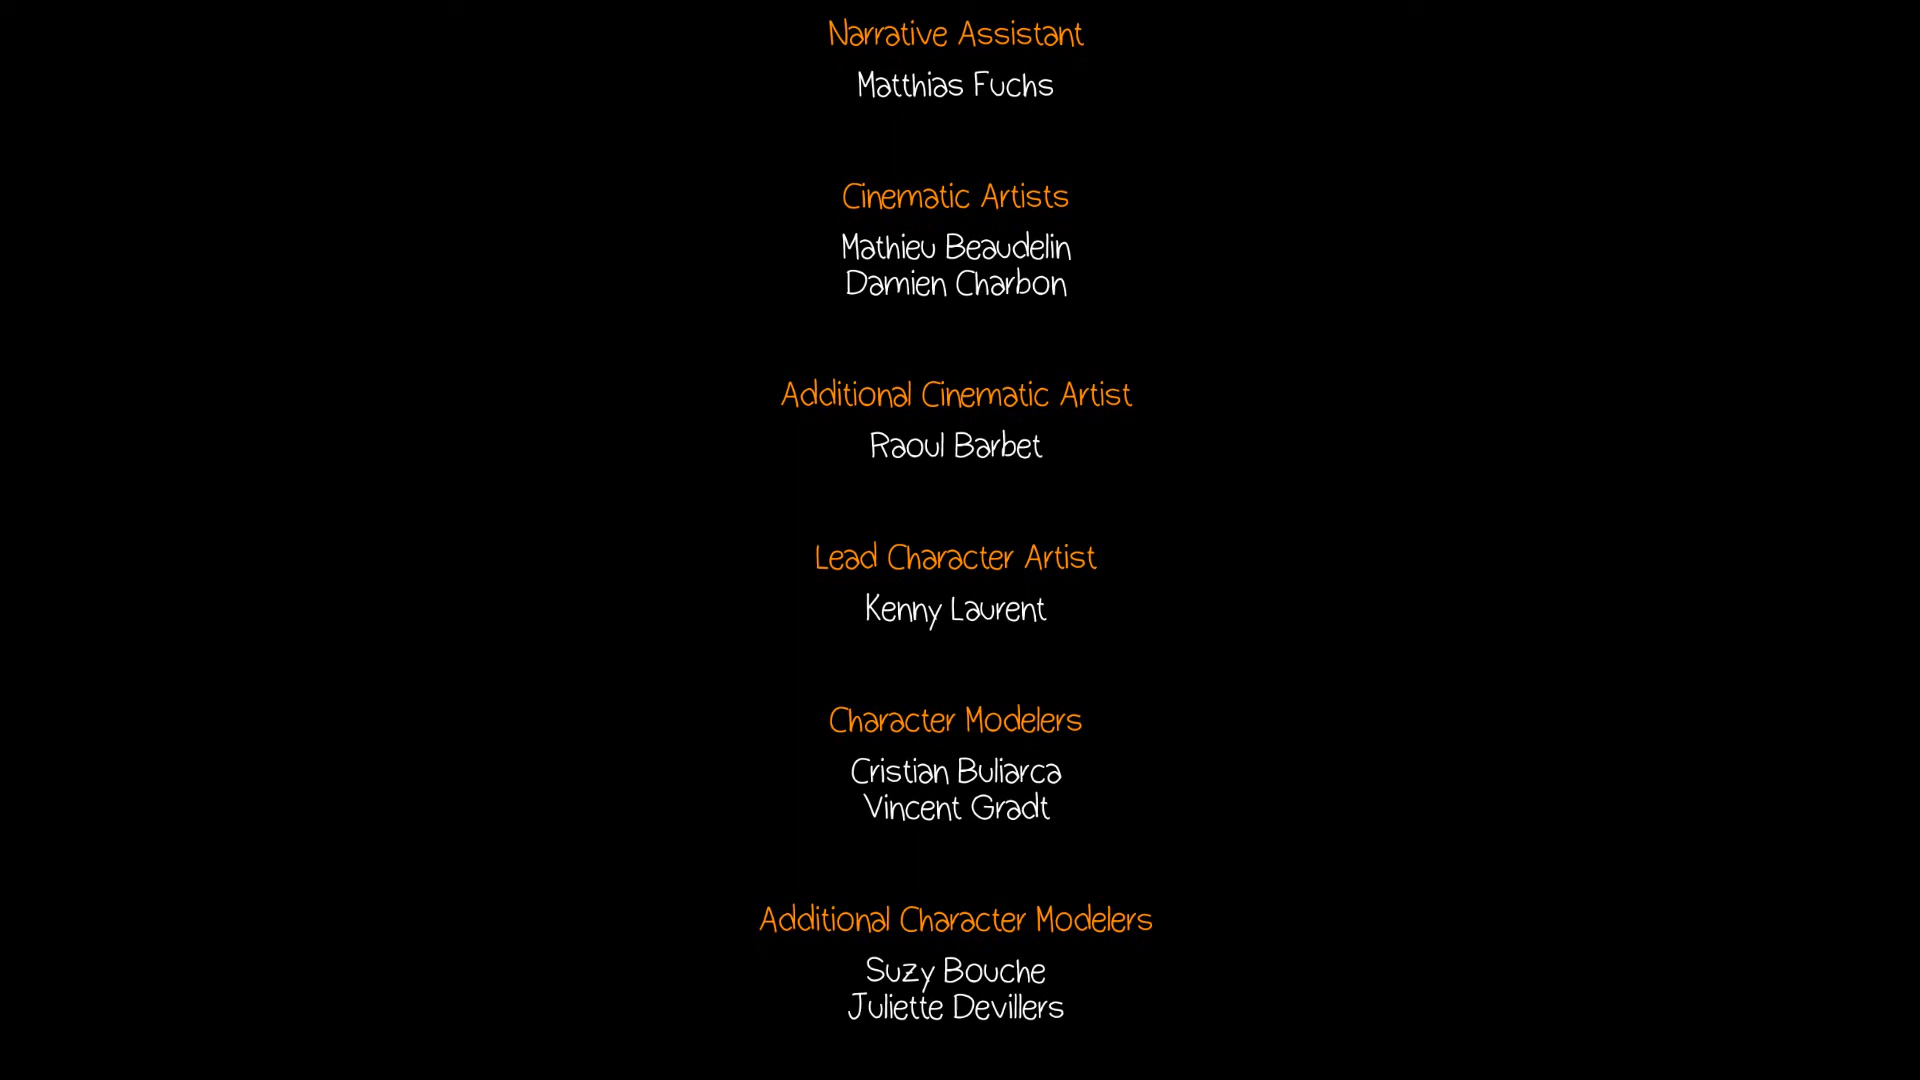 Narrative Assistant
Matthias Fuchs
Cinematic Artists
Mathieu Beaudelin
Damien Charbon
Additional Cinematic Artist
Raoul Barbet
Lead Character Artist
Kenny Laurent
Character Modelers
Cristian Buliarca
Vincent Gradt
Additional Character Modelers
Suzy Bouche
Juliette Devillers